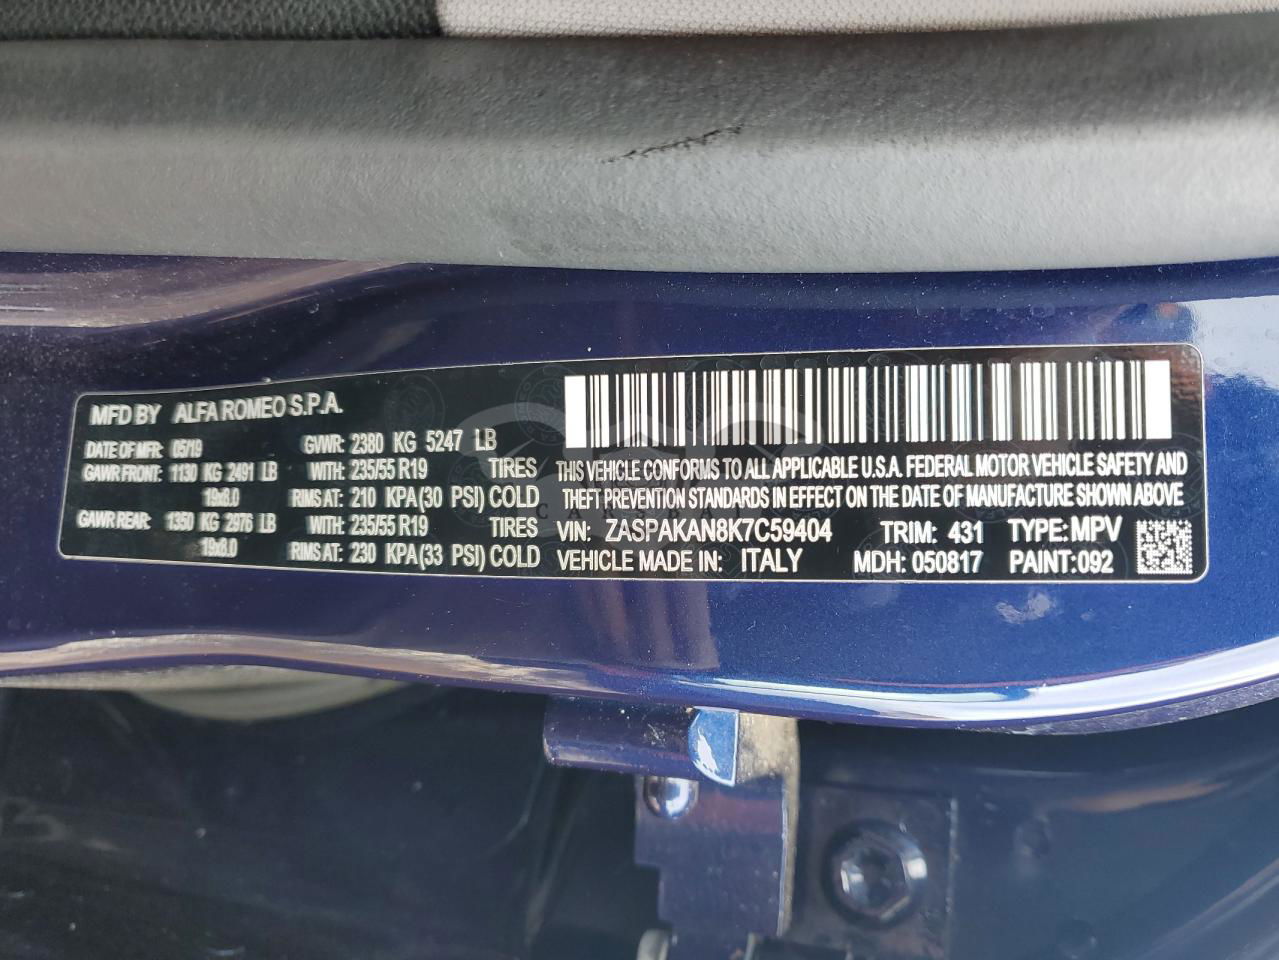 MFD BY ALFA ROMEO S.P.A.
DATE OF MFR: 05/19 GVWR: 2380 KG 5247 LB
GAWR FRONT: 1130 KG 2491 LB WITH: 235/55 R19 TIRES
19x8.0 RIMS AT: 210 KPA(30 PSI) COLD
GAWR REAR: 1350 KG 2976 LB WITH: 235/55 R19 TIRES
19x8.0 RIMS AT: 230 KPA(33 PSI) COLD
THIS VEHICLE CONFORMS TO ALL APPLICABLE U.S.A. FEDERAL MOTOR VEHICLE SAFETY AND
THEFT PREVENTION STANDARDS IN EFFECT ON THE DATE OF MANUFACTURE SHOWN ABOVE
VIN: ZASPAKAN8K7C59404 TRIM: 431 TYPE: MPV
VEHICLE MADE IN: ITALY MDH: 050817 PAINT: 092